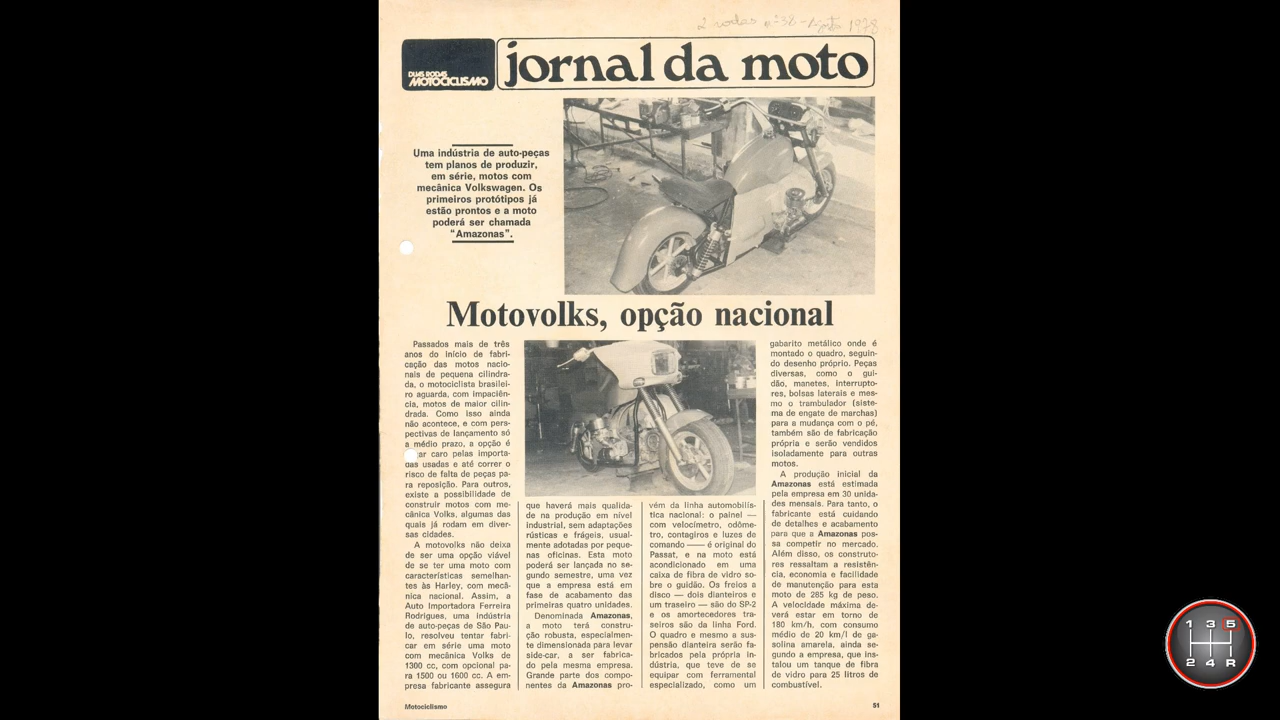 2 rodas nº 38 - Agosto 1978
DUAS RODAS
MOTOCICLISMO
jornal da moto
Uma indústria de auto-peças
tem planos de produzir,
em série, motos com
mecânica Volkswagen. Os
primeiros protótipos já
estão prontos e a moto
poderá ser chamada
"Amazonas".
Motovolks, opção nacional
Passados mais de três
anos do início de fabri-
cação das motos nacio-
nais de pequena cilindra-
da, o motociclista brasilei-
ro aguarda, com impaciên-
cia, motos de maior cilin-
drada. Como isso ainda
não acontece, e com pers-
pectivas de lançamento só
a médio prazo, a opção é
ar caro pelas importa-
das usadas e até correr o
risco de falta de peças pa-
ra reposição. Para outros,
existe a possibilidade de
construir motos com me-
cânica Volks, algumas das
quais já rodam em diver-
sas cidades.
A motovolks não deixa
de ser uma opção viável
de se ter uma moto com
características semelhan-
tes às Harley, com mecâ-
nica nacional. Assim, a
Auto Importadora Ferreira
Rodrigues, uma indústria
de auto-peças de São Pau-
lo, resolveu tentar fabri-
car em série uma moto
com mecânica Volks de
1300 cc, com opcional pa-
ra 1500 ou 1600 cc. A em-
presa fabricante assegura
que haverá mais qualida-
de na produção em nível
industrial, sem adaptações
rústicas e frágeis, usual-
mente adotadas por peque-
nas oficinas. Esta moto
poderá ser lançada no se-
gundo semestre, uma vez
que a empresa está em
fase de acabamento das
primeiras quatro unidades.
Denominada Amazonas,
a moto terá constru-
ção robusta, especialmen-
te dimensionada para levar
side-car, a ser fabrica-
do pela mesma empresa.
Grande parte dos compo-
nentes da Amazonas pro-
vém da linha automobilís-
tica nacional: o painel —
com velocímetro, odôme-
tro, contagiros e luzes de
comando — é original do
Passat, e na moto está
acondicionado em uma
caixa de fibra de vidro so-
bre o guidão. Os freios a
disco — dois dianteiros e
um traseiro — são do SP-2
e os amortecedores tra-
seiros são da linha Ford.
O quadro e mesmo a sus-
pensão dianteira serão fa-
bricados pela própria in-
dústria, que teve de se
equipar com ferramental
especializado, como um
gabarito metálico onde é
montado o quadro, seguin-
do desenho próprio. Peças
diversas, como o gui-
dão, manetes, interrupto-
res, bolsas laterais e mes-
mo o trambulador (siste-
ma de engate de marchas)
para a mudança com o pé,
também são de fabricação
própria e serão vendidos
isoladamente para outras
motos.
A produção inicial da
Amazonas está estimada
pela empresa em 30 unida-
des mensais. Para tanto, o
fabricante está cuidando
de detalhes e acabamento
para que a Amazonas pos-
sa competir no mercado.
Além disso, os construto-
res ressaltam a resistên-
cia, economia e facilidade
de manutenção para esta
moto de 285 kg de peso.
A velocidade máxima de-
verá estar em torno de
180 km/h, com consumo
médio de 20 km/l de ga-
solina amarela, ainda se-
gundo a empresa, que ins-
talou um tanque de fibra
de vidro para 25 litros de
combustível.
Motociclismo
51
1 3 5
2 4 R